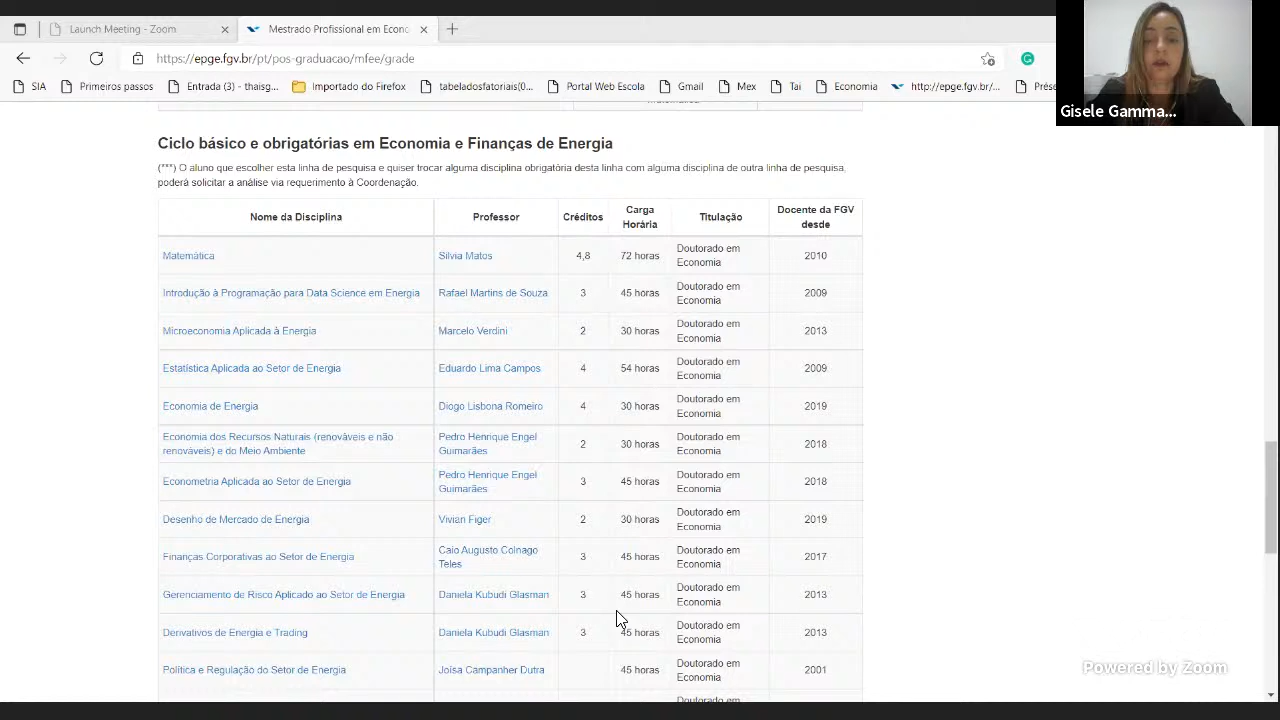 Launch Meeting - Zoom
Mestrado Profissional em Econo
https://epge.fgv.br/pt/pos-graducao/mfee/grade
SIA
Primeiros passos
Entrada (3) - thaisg...
Importado do Firefox
tabeladosfatoriais(0...
Portal Web Escola
Gmail
Mex
Tai
Economia
http://epge.fgv.br/...
Prése
Gisele Gamma...
Ciclo básico e obrigatórias em Economia e Finanças de Energia
(***) O aluno que escolher esta linha de pesquisa e quiser trocar alguma disciplina obrigatória desta linha com alguma disciplina de outra linha de pesquisa,
poderá solicitar a análise via requerimento à Coordenação.
Nome da Disciplina Professor Créditos Carga Horária Titulação Docente da FGV desde
Matemática Silvia Matos 4,8 72 horas Doutorado em Economia 2010
Introdução à Programação para Data Science em Energia Rafael Martins de Souza 3 45 horas Doutorado em Economia 2009
Microeconomia Aplicada à Energia Marcelo Verdini 2 30 horas Doutorado em Economia 2013
Estatística Aplicada ao Setor de Energia Eduardo Lima Campos 4 54 horas Doutorado em Economia 2009
Economia de Energia Diogo Lisbona Romeiro 4 30 horas Doutorado em Economia 2019
Economia dos Recursos Naturais (renováveis e não renováveis) e do Meio Ambiente Pedro Henrique Engel Guimarães 2 30 horas Doutorado em Economia 2018
Econometria Aplicada ao Setor de Energia Pedro Henrique Engel Guimarães 3 45 horas Doutorado em Economia 2018
Desenho de Mercado de Energia Vivian Figer 2 30 horas Doutorado em Economia 2019
Finanças Corporativas ao Setor de Energia Caio Augusto Colnago Teles 3 45 horas Doutorado em Economia 2017
Gerenciamento de Risco Aplicado ao Setor de Energia Daniela Kubudi Glasman 3 45 horas Doutorado em Economia 2013
Derivativos de Energia e Trading Daniela Kubudi Glasman 3 45 horas Doutorado em Economia 2013
Política e Regulação do Setor de Energia Joísa Campanher Dutra 45 horas Doutorado em Economia 2001
Powered by Zoom